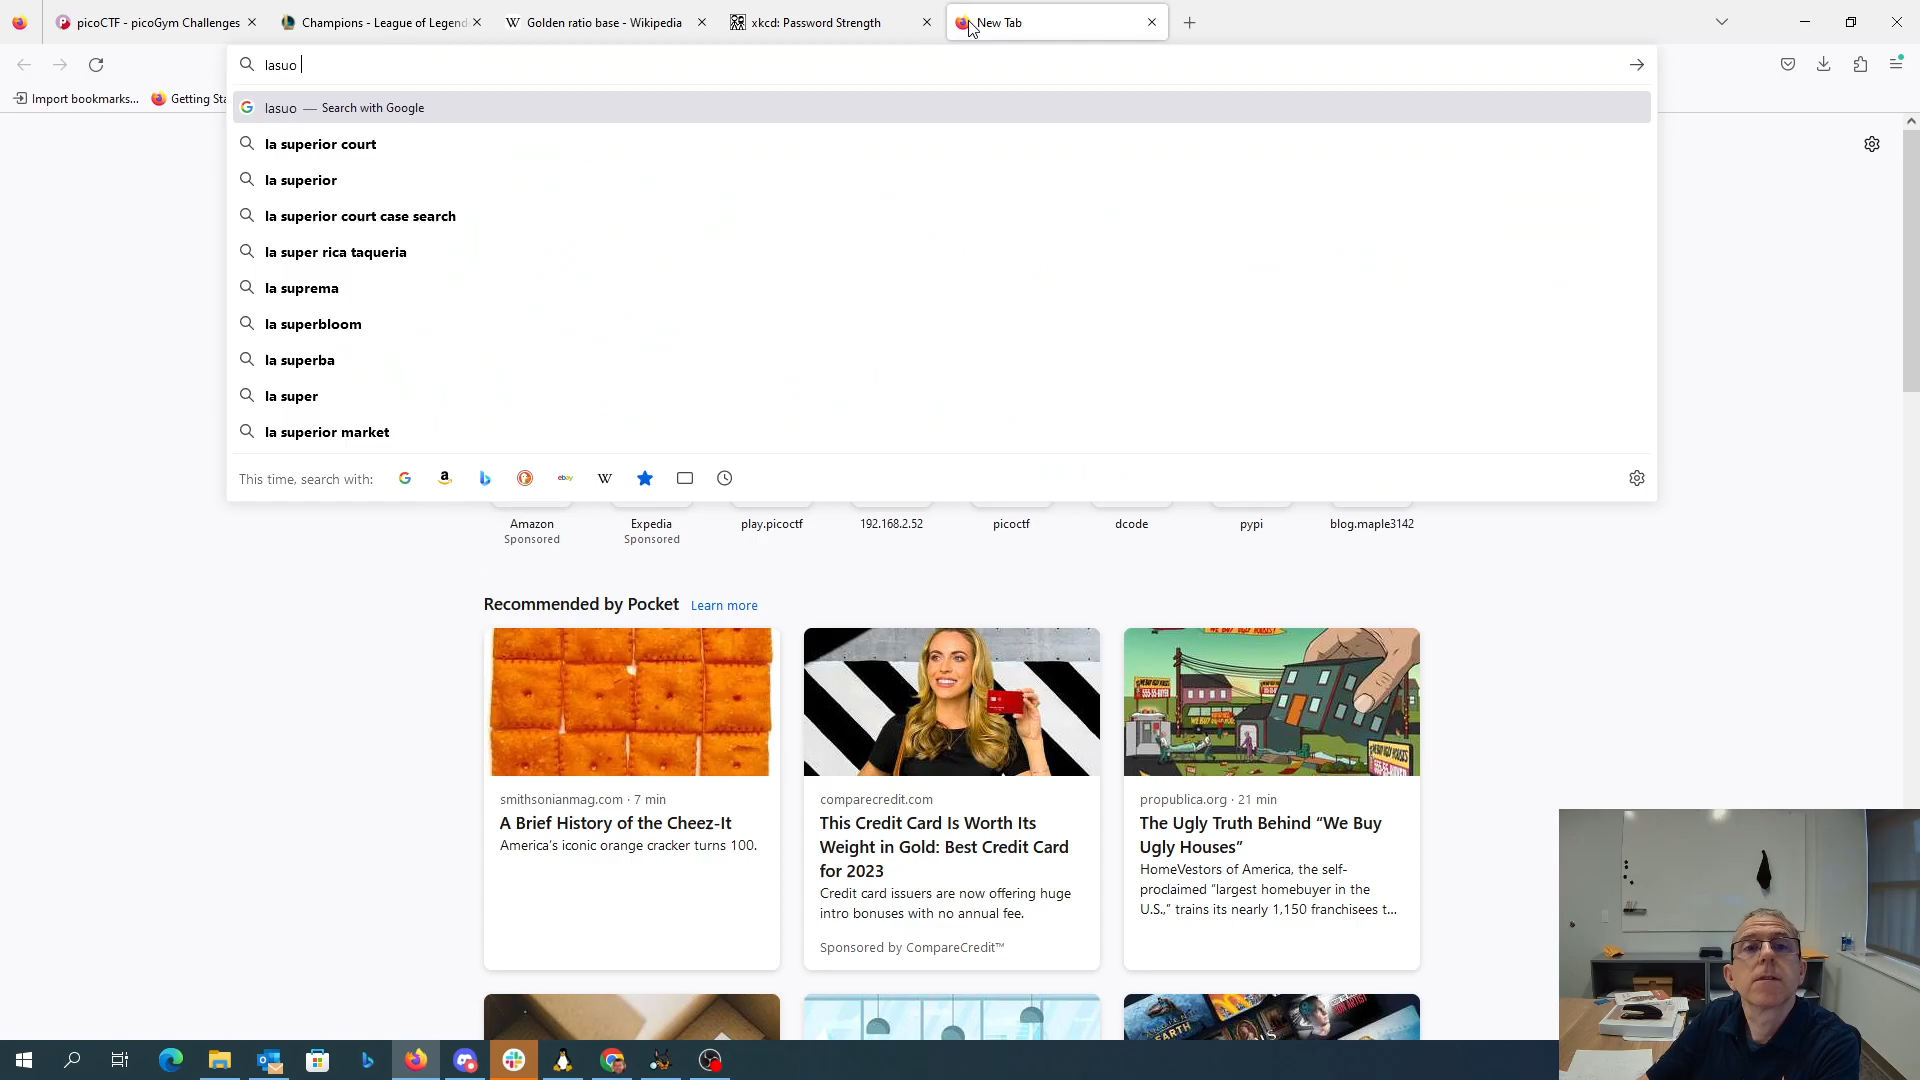 picoCTF - picoGym Challenges
Champions - League of Legend
Golden ratio base - Wikipedia
xkcd: Password Strength
New Tab
lasuo
Import bookmarks...
Getting Sta
lasuo — Search with Google
la superior court
la superior
la superior court case search
la super rica taqueria
la suprema
la superbloom
la superba
la super
la superior market
This time, search with:
Amazon
Sponsored
Expedia
Sponsored
play.picoctf
192.168.2.52
picoctf
dcode
pypi
blog.maple3142
Recommended by Pocket
Learn more
smithsonianmag.com · 7 min
A Brief History of the Cheez-It
America's iconic orange cracker turns 100.
comparecredit.com
This Credit Card Is Worth Its
Weight in Gold: Best Credit Card
for 2023
Credit card issuers are now offering huge
intro bonuses with no annual fee.
Sponsored by CompareCredit™
propublica.org · 21 min
The Ugly Truth Behind “We Buy
Ugly Houses”
HomeVestors of America, the self-
proclaimed “largest homebuyer in the
U.S.,” trains its nearly 1,150 franchisees t...